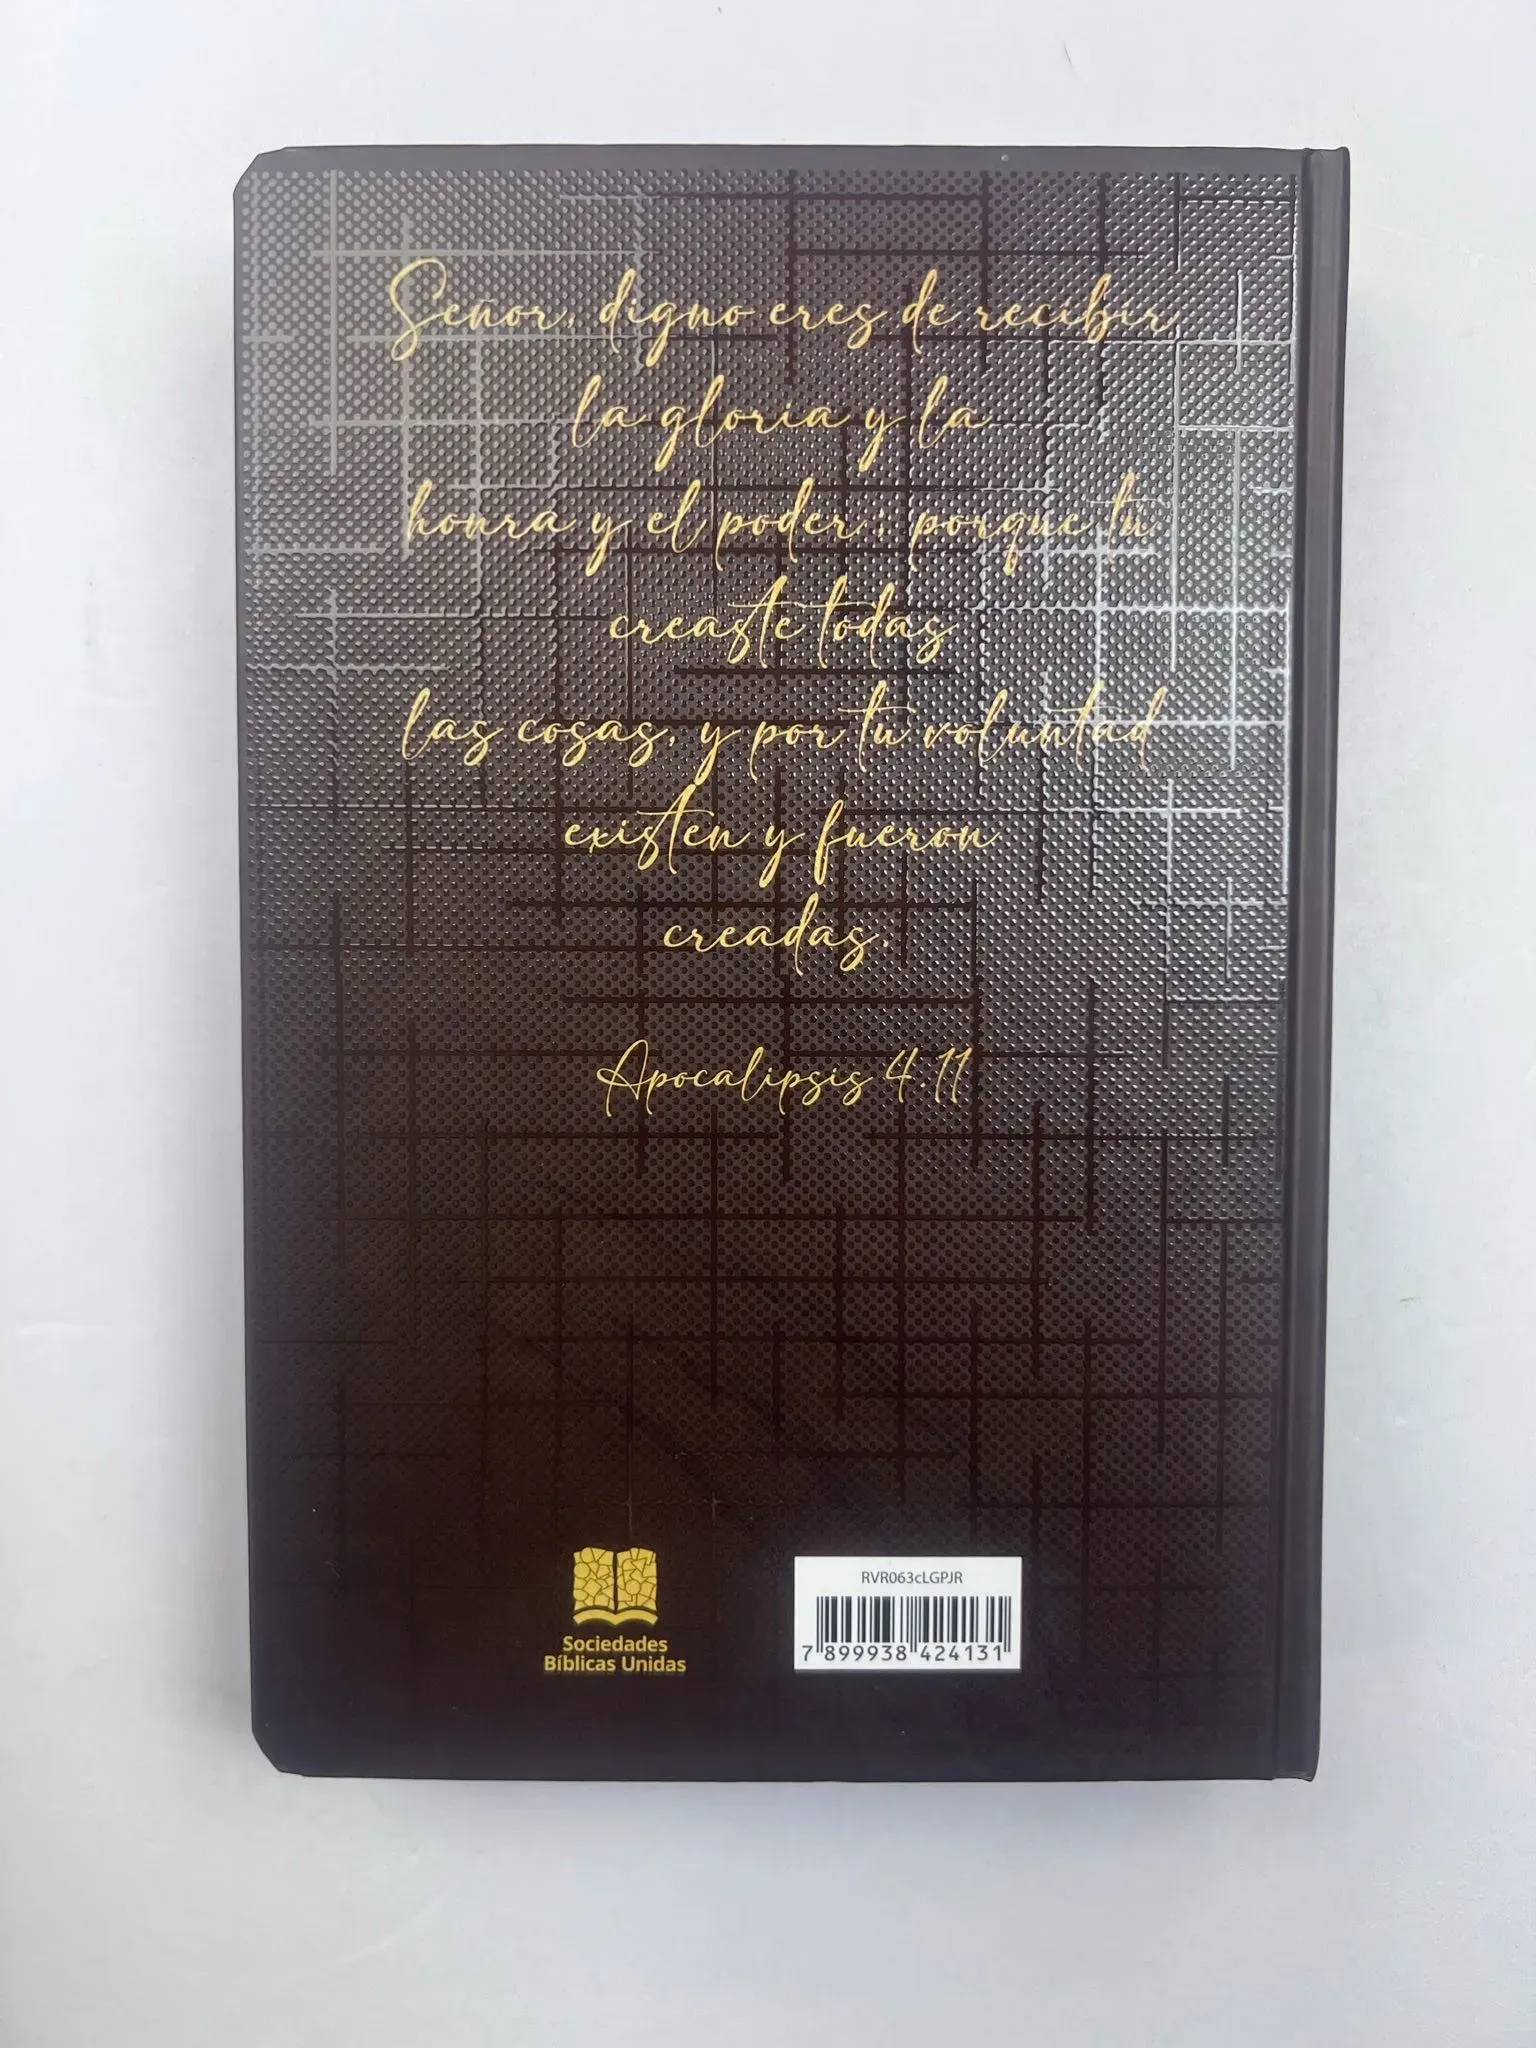 Señor, digno eres de recibir
la gloria y la
honra y el poder; porque tú
creaste todas
las cosas, y por tu voluntad
existen y fueron
creadas.
Apocalipsis 4.11
Sociedades
Bíblicas Unidas
RVR063cLGPJR
7 899938 424131